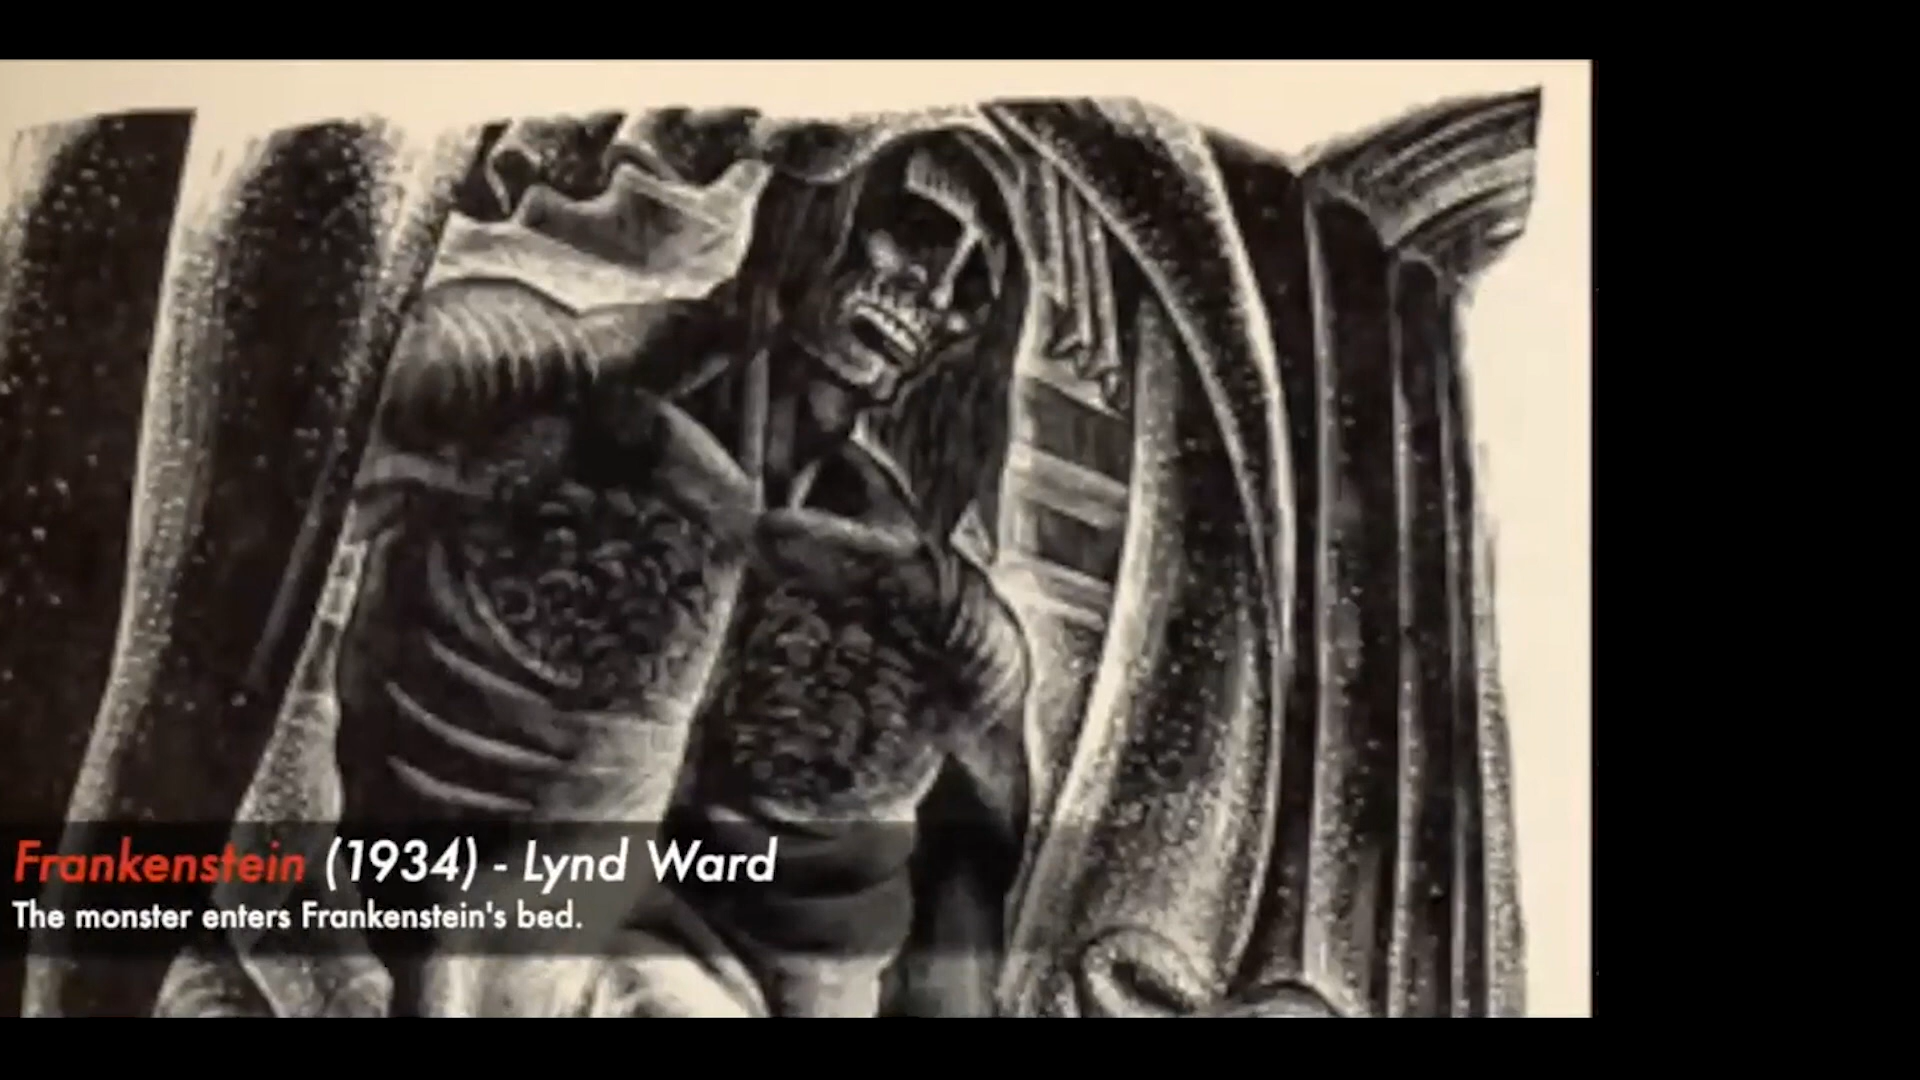 Frankenstein (1934) - Lynd Ward
The monster enters Frankenstein's bed.